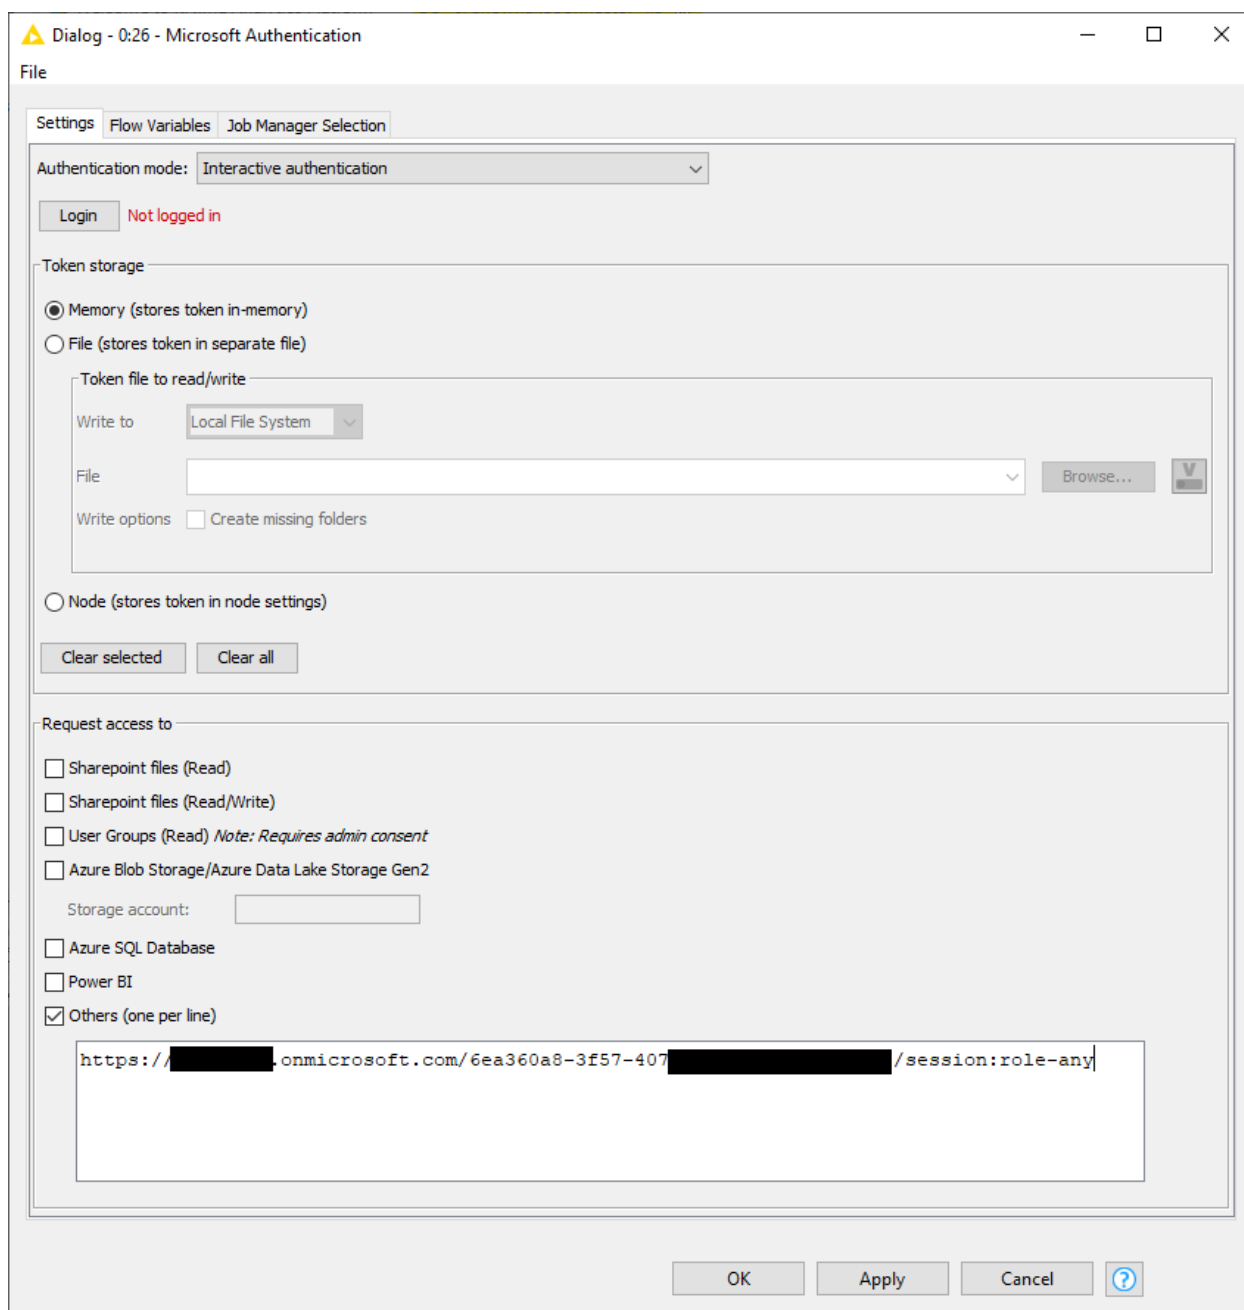 Dialog - 0:26 - Microsoft Authentication
File
Settings Flow Variables Job Manager Selection
Authentication mode: Interactive authentication
Login Not logged in
Token storage
Memory (stores token in-memory)
File (stores token in separate file)
Token file to read/write
Write to Local File System
File Browse... V
Write options Create missing folders
Node (stores token in node settings)
Clear selected Clear all
Request access to
Sharepoint files (Read)
Sharepoint files (Read/Write)
User Groups (Read) Note: Requires admin consent
Azure Blob Storage/Azure Data Lake Storage Gen2
Storage account:
Azure SQL Database
Power BI
Others (one per line)
https:// .onmicrosoft.com/6ea360a8-3f57-407 /session:role-any
OK Apply Cancel ?